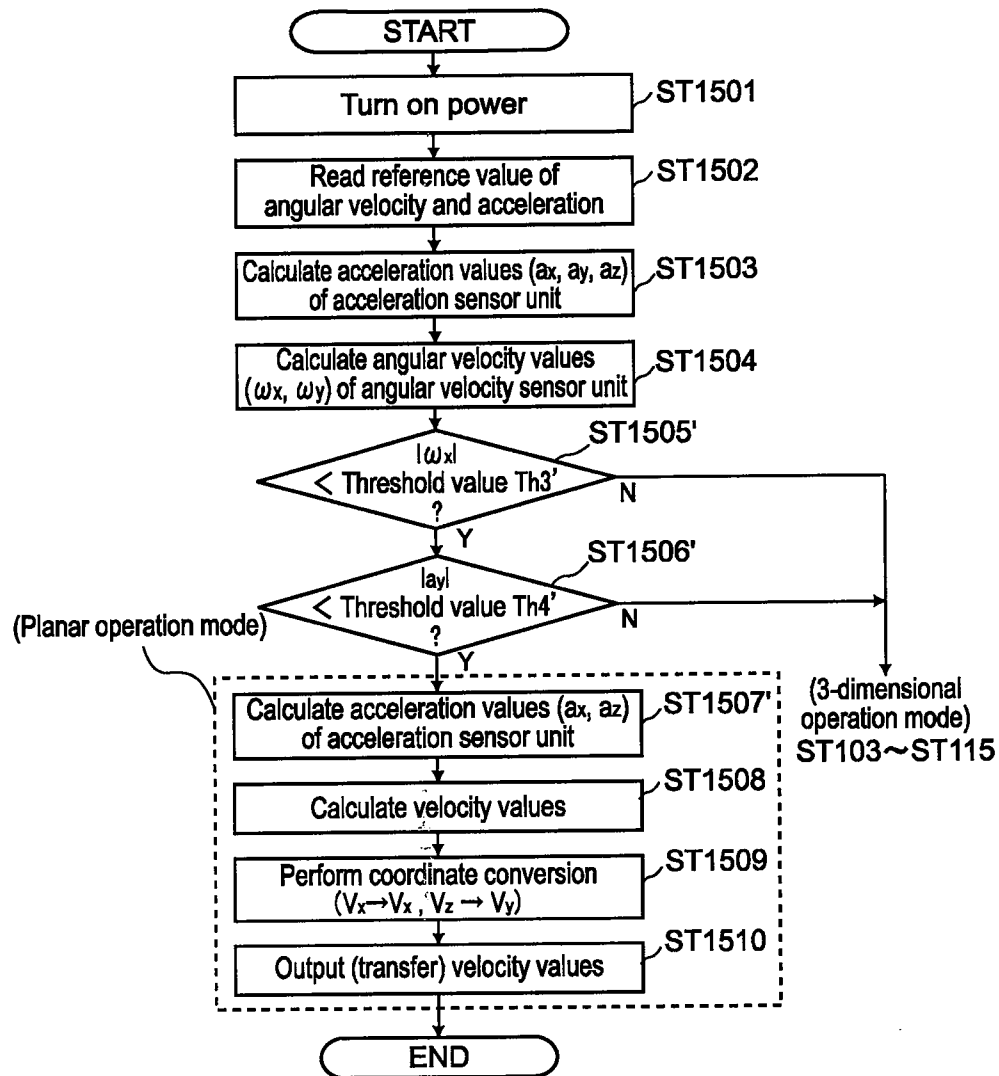 START
Turn on power
ST1501
Read reference value of
angular velocity and acceleration
ST1502
Calculate acceleration values (ax, ay, az)
of acceleration sensor unit
ST1503
Calculate angular velocity values
(ωx, ωy) of angular velocity sensor unit
ST1504
ST1505'
|ωx|
< Threshold value Th3'
?
N
Y
ST1506'
|ay|
< Threshold value Th4'
?
N
Y
(Planar operation mode)
(3-dimensional
operation mode)
ST103～ST115
Calculate acceleration values (ax, az)
of acceleration sensor unit
ST1507'
Calculate velocity values
ST1508
Perform coordinate conversion
(Vx→Vx , Vz → Vy)
ST1509
Output (transfer) velocity values
ST1510
END